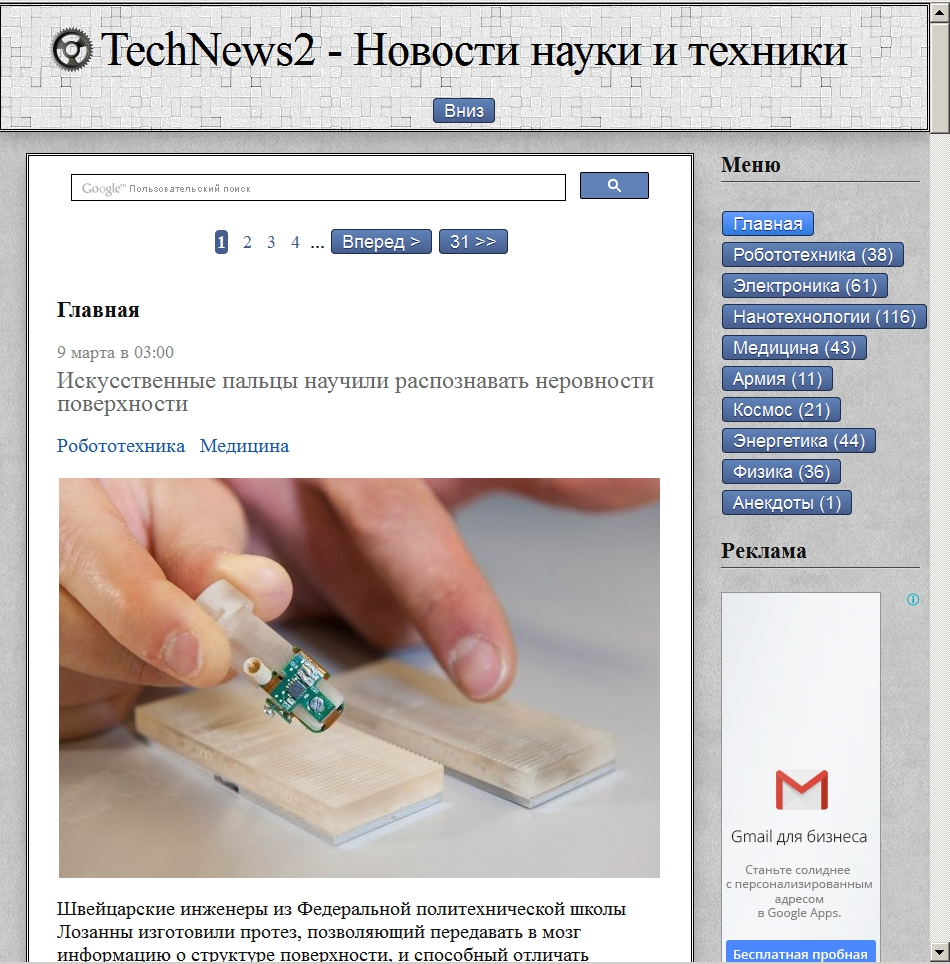 TechNews2 - Новости науки и техники
Вниз
Google™ Пользовательский поиск
1 2 3 4 ... Вперед > 31 >>
Главная
9 марта в 03:00
Искусственные пальцы научили распознавать неровности
поверхности
Робототехника Медицина
Швейцарские инженеры из Федеральной политехнической школы
Лозанны изготовили протез, позволяющий передавать в мозг
информацию о структуре поверхности, и способный отличать
Меню
Главная
Робототехника (38)
Электроника (61)
Нанотехнологии (116)
Медицина (43)
Армия (11)
Космос (21)
Энергетика (44)
Физика (36)
Анекдоты (1)
Реклама
Gmail для бизнеса
Станьте солиднее
с персонализированным
адресом
в Google Apps.
Бесплатная пробная